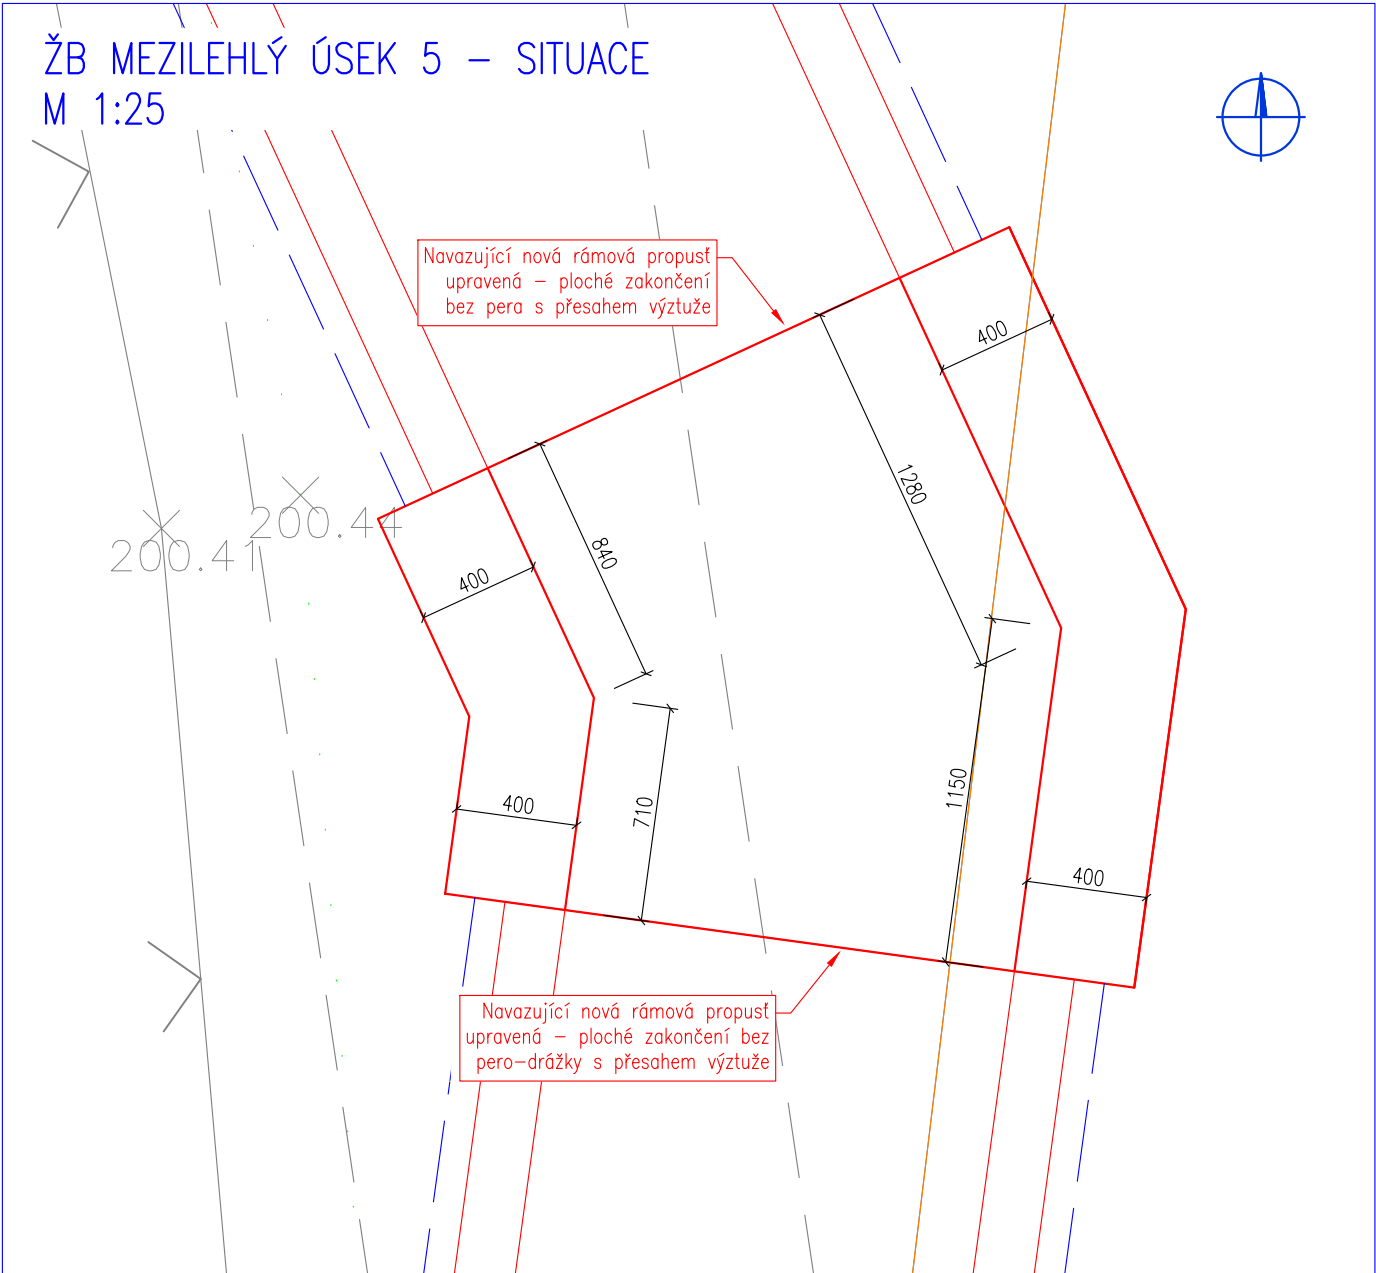 ŽB MEZILEHLÝ ÚSEK 5 – SITUACE
M 1:25
Navazující nová rámová propusť
upravená – ploché zakončení
bez pera s přesahem výztuže
400
1280
840
400
200.44
200.41
400
710
1150
400
Navazující nová rámová propusť
upravená – ploché zakončení bez
pero–drážky s přesahem výztuže